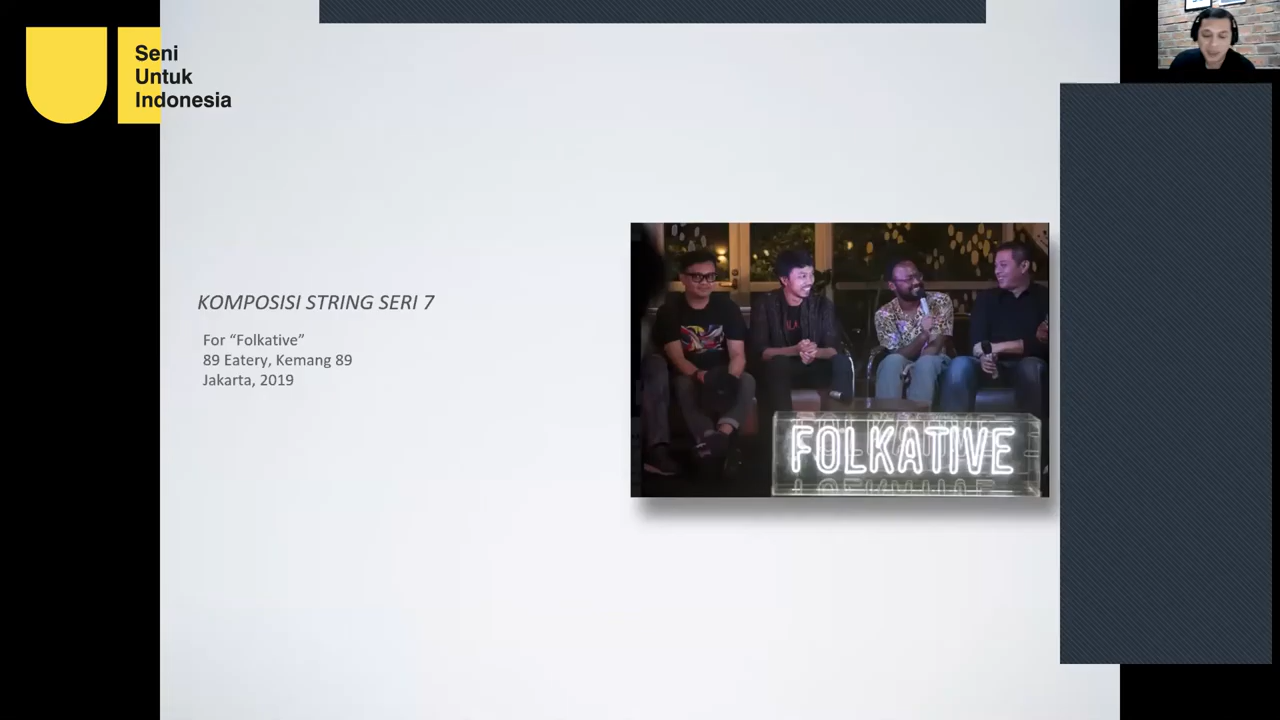 Seni
Untuk
Indonesia
KOMPOSISI STRING SERI 7
For “Folkative”
89 Eatery, Kemang 89
Jakarta, 2019
FOLKATIVE